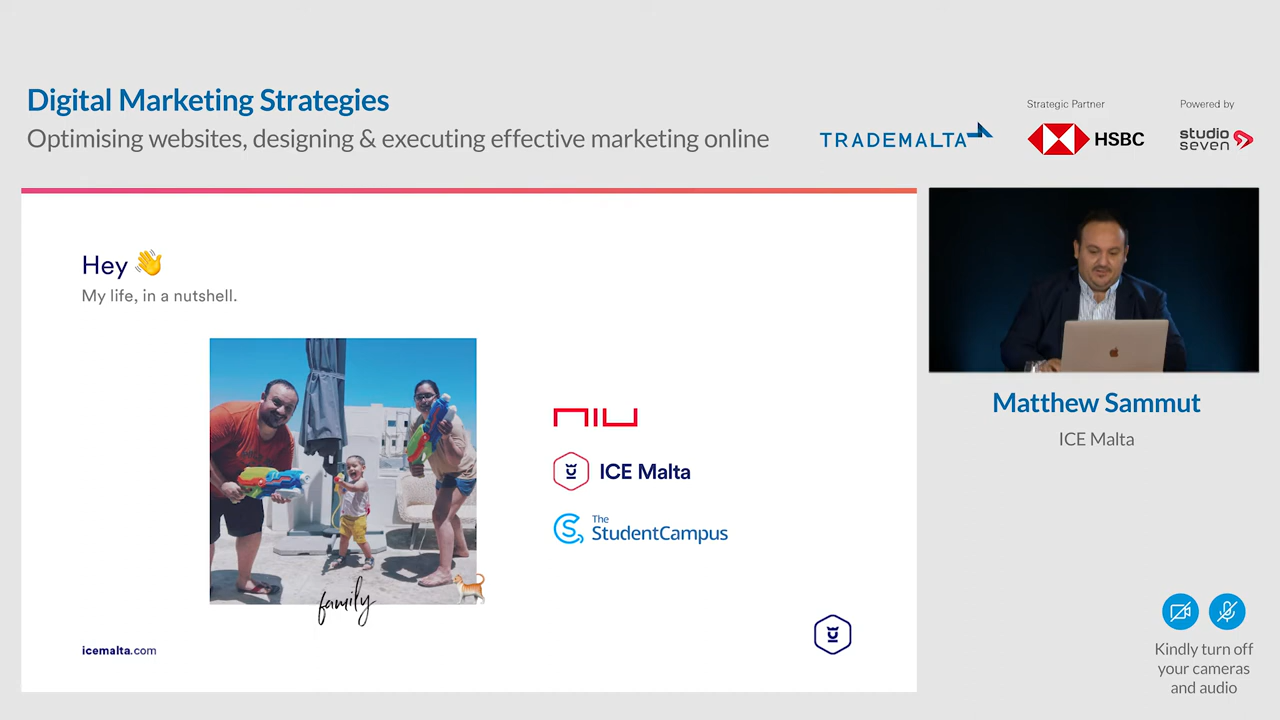 Digital Marketing Strategies
Optimising websites, designing & executing effective marketing online
TRADEMALTA
Strategic Partner
HSBC
Powered by
studio
seven
Hey
My life, in a nutshell.
NIU
ICE Malta
The
StudentCampus
family
icemalta.com
Matthew Sammut
ICE Malta
Kindly turn off
your cameras
and audio